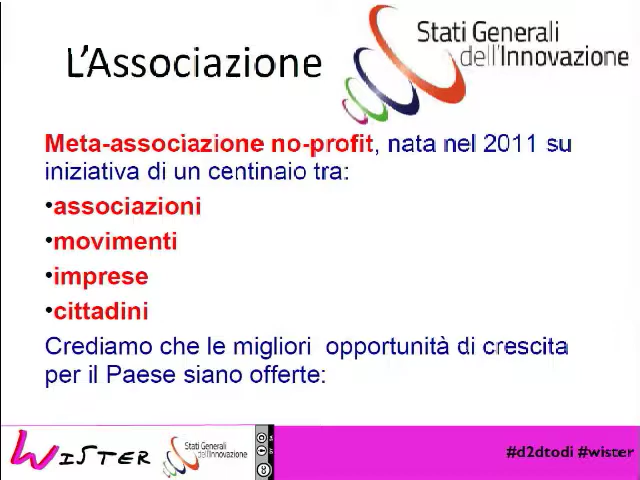 L'Associazione
Stati Generali
dell'Innovazione
Meta-associazione no-profit, nata nel 2011 su
iniziativa di un centinaio tra:
•associazioni
•movimenti
•imprese
•cittadini
Crediamo che le migliori opportunità di crescita
per il Paese siano offerte:
WISTER
Stati Generali
dell'Innovazione
#d2dtodi #wister